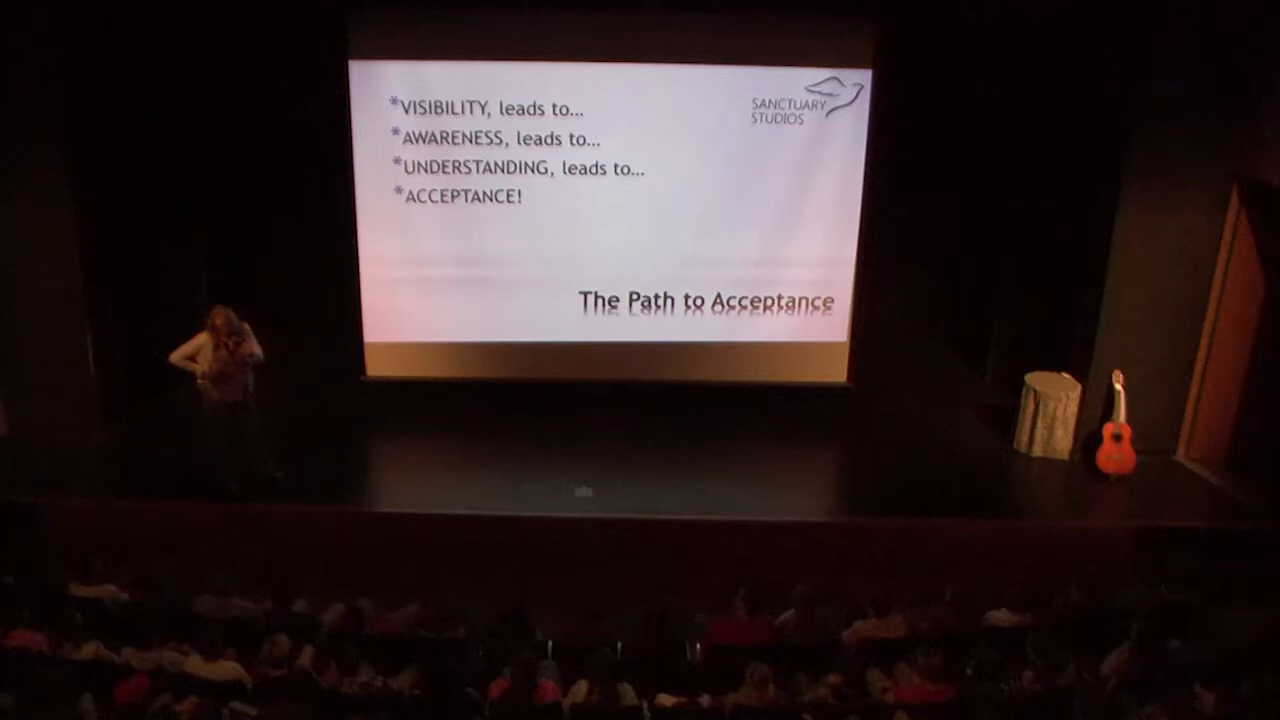 *VISIBILITY, leads to...
*AWARENESS, leads to...
*UNDERSTANDING, leads to...
*ACCEPTANCE!
SANCTUARY
STUDIOS
The Path to Acceptance